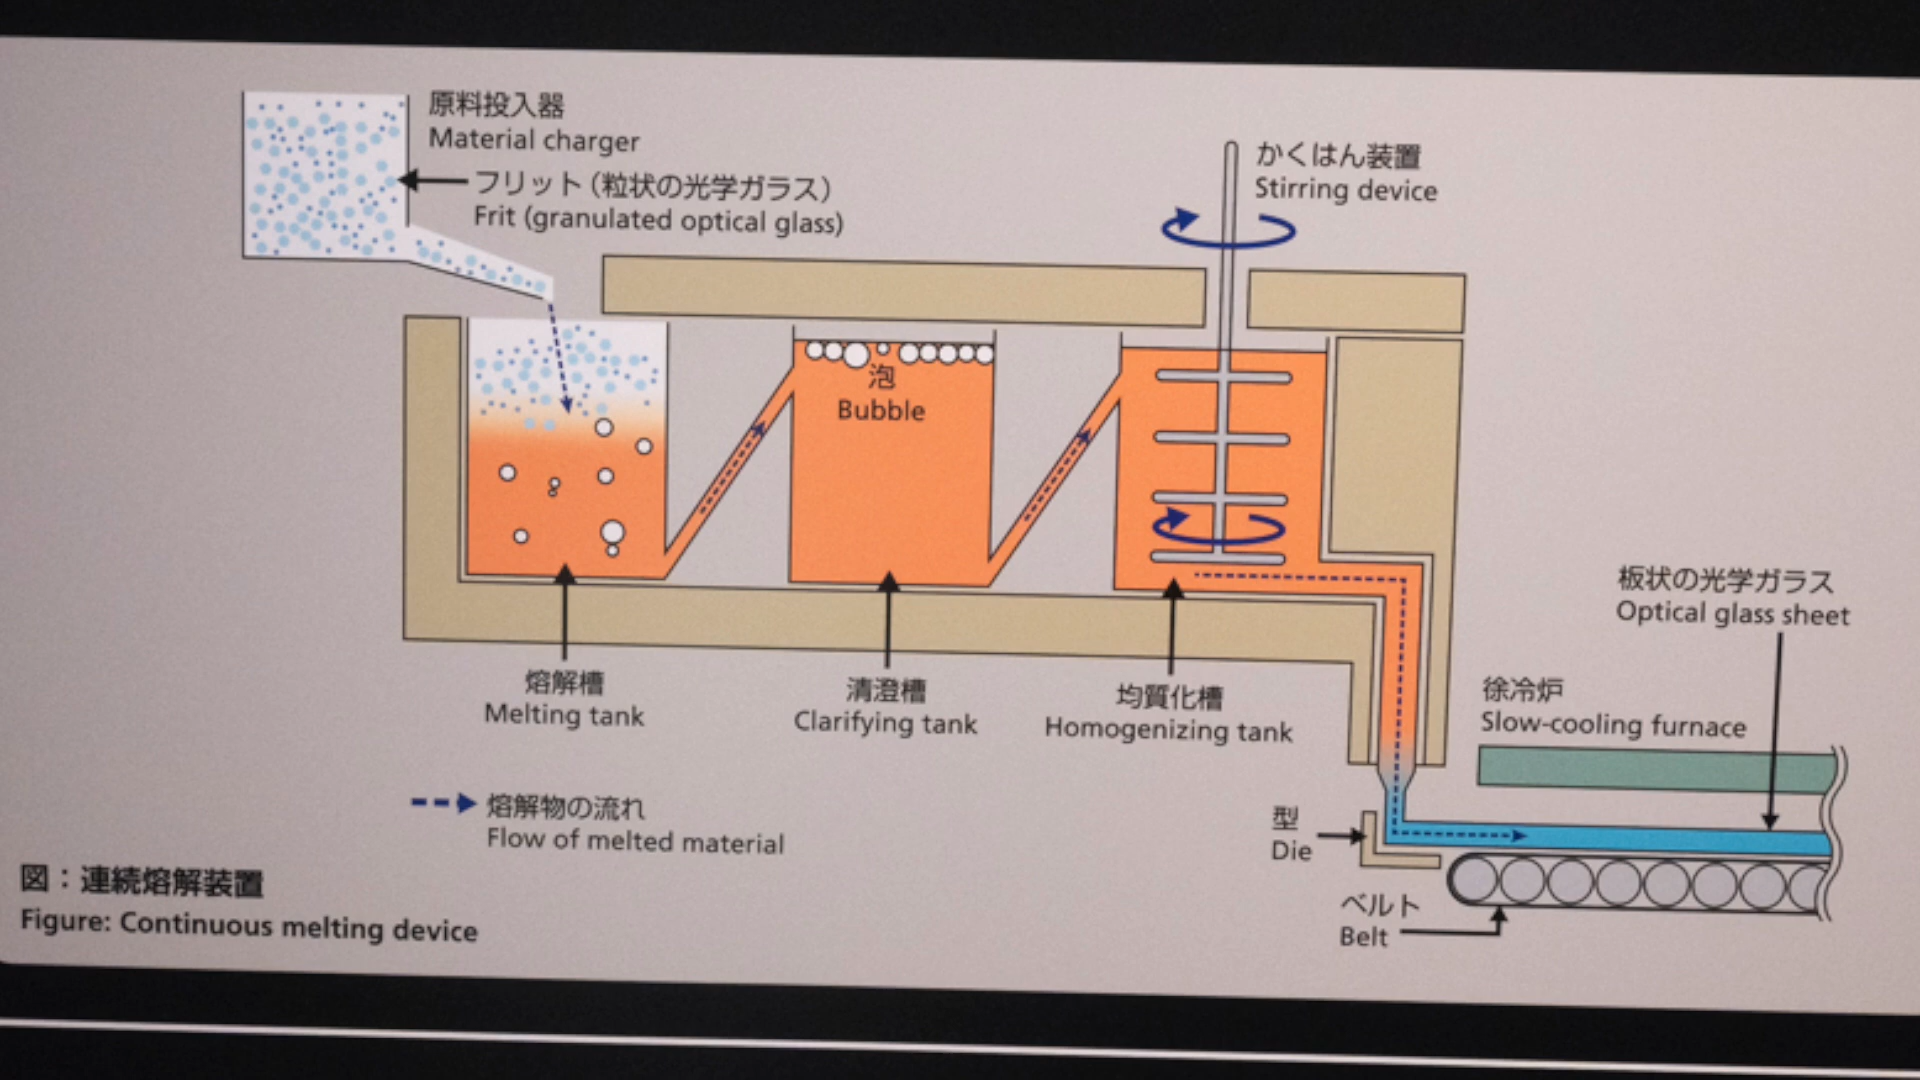 原料投入器
Material charger
フリット（粒状の光学ガラス）
Frit (granulated optical glass)
かくはん装置
Stirring device
泡
Bubble
熔解槽
Melting tank
清澄槽
Clarifying tank
均質化槽
Homogenizing tank
板状の光学ガラス
Optical glass sheet
徐冷炉
Slow-cooling furnace
熔解物の流れ
Flow of melted material
型
Die
ベルト
Belt
図：連続熔解装置
Figure: Continuous melting device